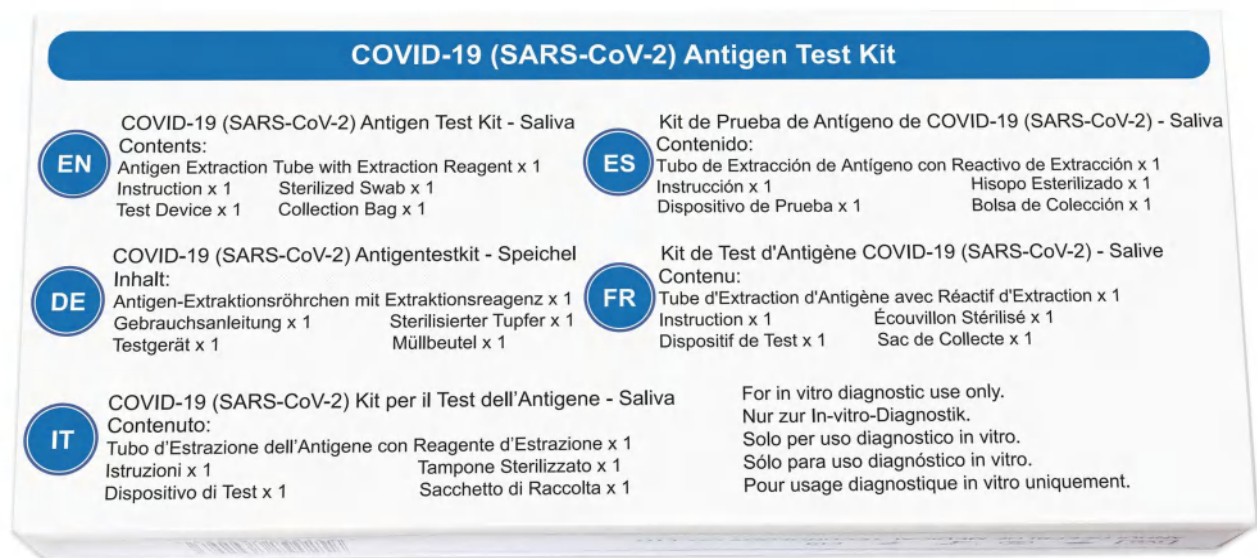 COVID-19 (SARS-CoV-2) Antigen Test Kit
EN
COVID-19 (SARS-CoV-2) Antigen Test Kit - Saliva
Contents:
Antigen Extraction Tube with Extraction Reagent x 1
Instruction x 1 Sterilized Swab x 1
Test Device x 1 Collection Bag x 1
ES
Kit de Prueba de Antígeno de COVID-19 (SARS-CoV-2) - Saliva
Contenido:
Tubo de Extracción de Antígeno con Reactivo de Extracción x 1
Instrucción x 1 Hisopo Esterilizado x 1
Dispositivo de Prueba x 1 Bolsa de Colección x 1
DE
COVID-19 (SARS-CoV-2) Antigentestkit - Speichel
Inhalt:
Antigen-Extraktionsröhrchen mit Extraktionsreagenz x 1
Gebrauchsanleitung x 1 Sterilisierter Tupfer x 1
Testgerät x 1 Müllbeutel x 1
FR
Kit de Test d'Antigène COVID-19 (SARS-CoV-2) - Salive
Contenu:
Tube d'Extraction d'Antigène avec Réactif d'Extraction x 1
Instruction x 1 Écouvillon Stérilisé x 1
Dispositif de Test x 1 Sac de Collecte x 1
IT
COVID-19 (SARS-CoV-2) Kit per il Test dell'Antigene - Saliva
Contenuto:
Tubo d'Estrazione dell'Antigene con Reagente d'Estrazione x 1
Istruzioni x 1 Tampone Sterilizzato x 1
Dispositivo di Test x 1 Sacchetto di Raccolta x 1
For in vitro diagnostic use only.
Nur zur In-vitro-Diagnostik.
Solo per uso diagnostico in vitro.
Sólo para uso diagnóstico in vitro.
Pour usage diagnostique in vitro uniquement.